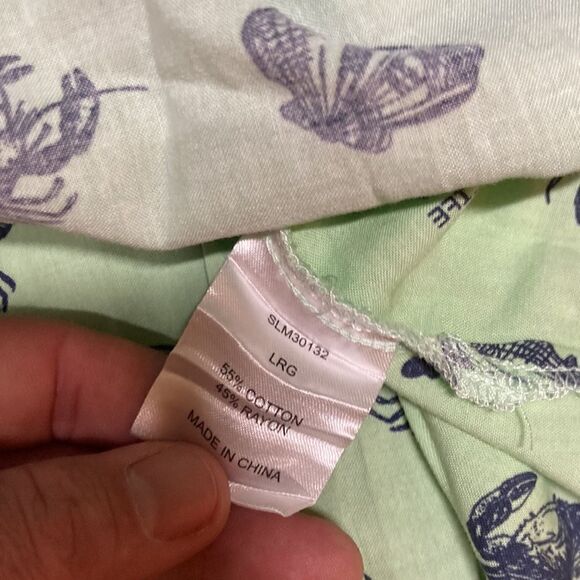 SLM30132
LRG
55% COTTON
45% RAYON
MADE IN CHINA